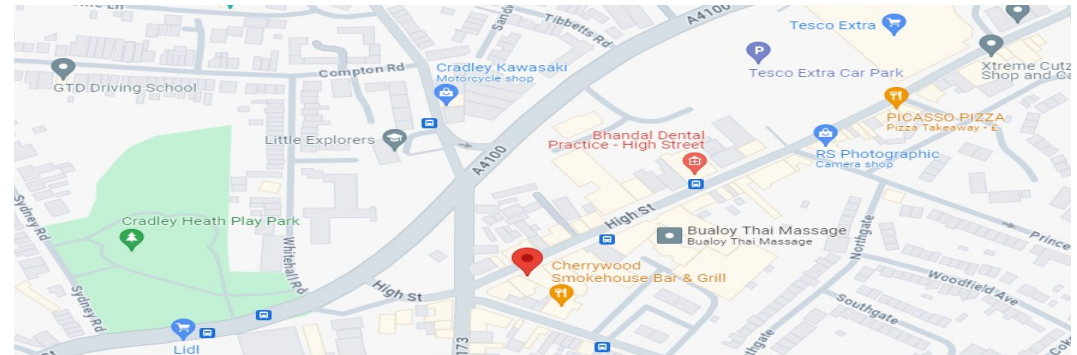 A4100
Tibbetts Rd
Tesco Extra
Compton Rd
Cradley Kawasaki
Motorcycle shop
Tesco Extra Car Park
Xtreme Cutz
Shop and Ca
GTD Driving School
PICASSO PIZZA
Pizza Takeaway · £
Little Explorers
Bhandal Dental
Practice - High Street
RS Photographic
Camera shop
A4100
Sydney Rd
Cradley Heath Play Park
Whitehall Rd
High St
Bualoy Thai Massage
Bualoy Thai Massage
Northgate
Prince
Cherrywood
Smokehouse Bar & Grill
Woodfield Ave
High St
Southgate
Sydney Rd
Lidl
173